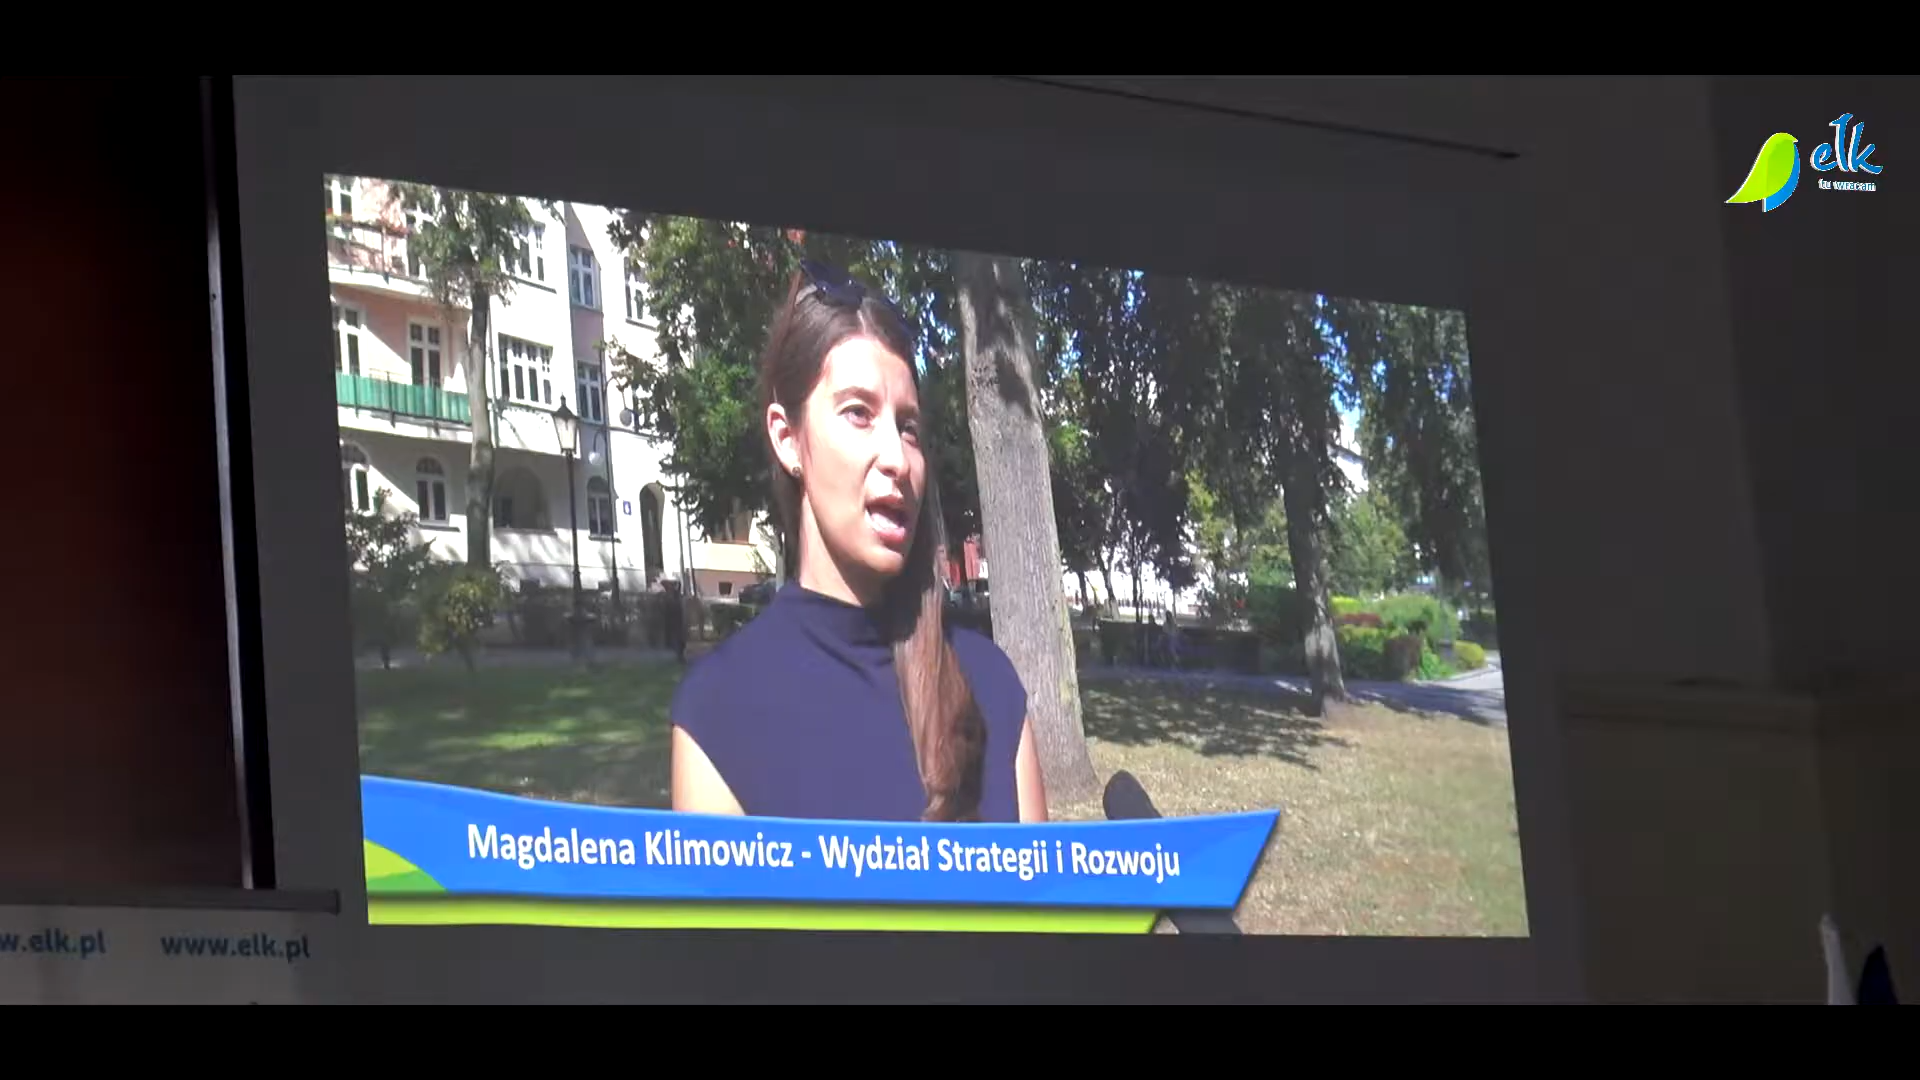 ełk
tu wracam
Magdalena Klimowicz - Wydział Strategii i Rozwoju
w.elk.pl www.elk.pl